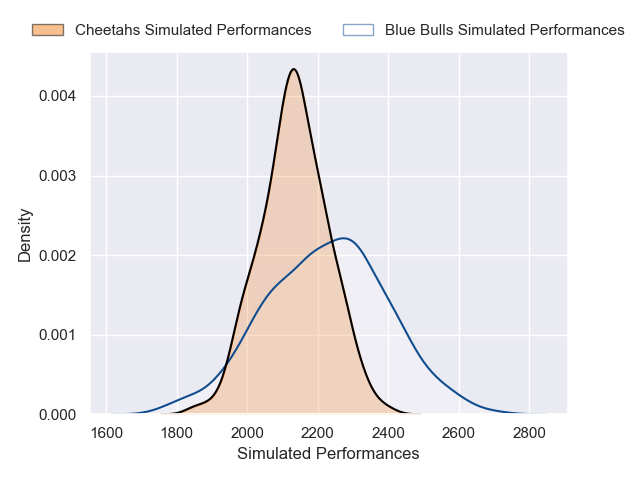 Cheetahs Simulated Performances Blue Bulls Simulated Performances
0.004
0.003
0.002
0.001
0.000
Density
1600 1800 2000 2200 2400 2600 2800
Simulated Performances